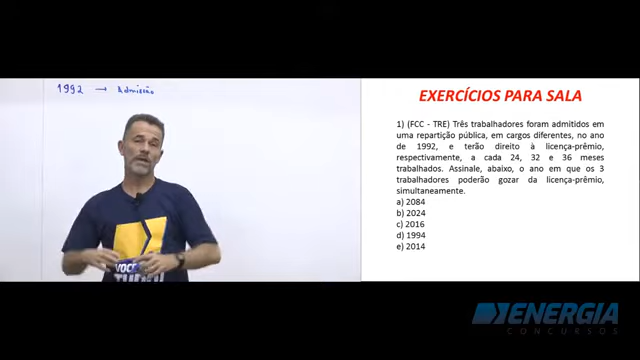 1992 → Admissão
EXERCÍCIOS PARA SALA
1) (FCC - TRE) Três trabalhadores foram admitidos em
uma repartição pública, em cargos diferentes, no ano
de 1992, e terão direito à licença-prêmio,
respectivamente, a cada 24, 32 e 36 meses
trabalhados. Assinale, abaixo, o ano em que os 3
trabalhadores poderão gozar da licença-prêmio,
simultaneamente.
a) 2084
b) 2024
c) 2016
d) 1994
e) 2014
VOCÊ
TUDO!
ENERGIA
CONCURSOS